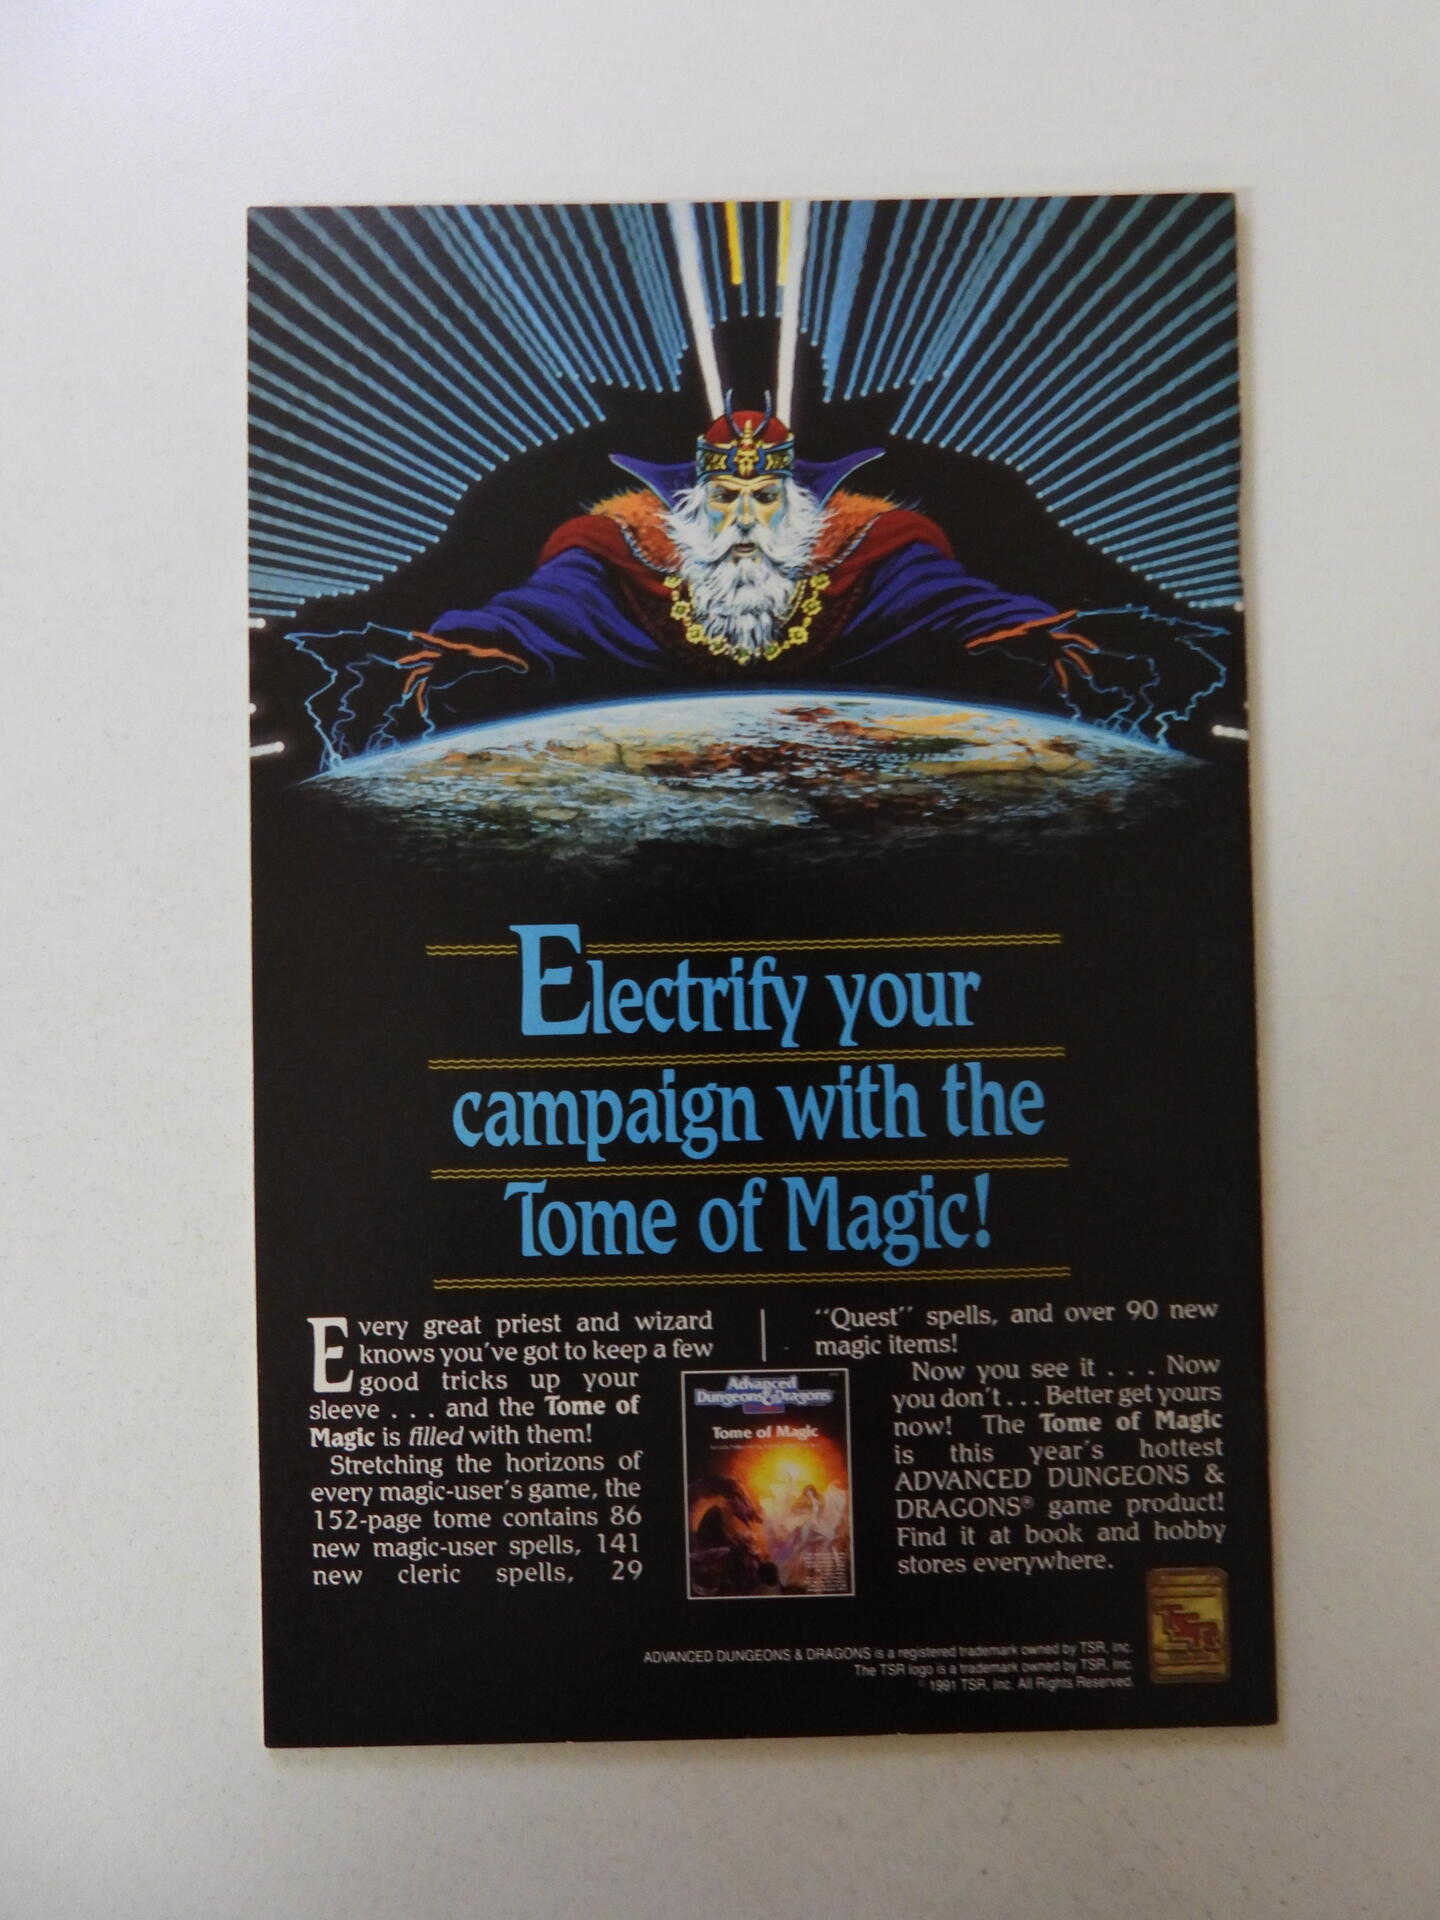 Electrify your
campaign with the
Tome of Magic!
Every great priest and wizard
knows you've got to keep a few
good tricks up your
sleeve . . . and the Tome of
Magic is filled with them!
Stretching the horizons of
every magic-user's game, the
152-page tome contains 86
new magic-user spells, 141
new cleric spells, 29
"Quest" spells, and over 90 new
magic items!
Now you see it . . . Now
you don't . . . Better get yours
now! The Tome of Magic
is this year's hottest
ADVANCED DUNGEONS &
DRAGONS® game product!
Find it at book and hobby
stores everywhere.
Advanced
Dungeons & Dragons
Tome of Magic
TSR
ADVANCED DUNGEONS & DRAGONS is a registered trademark owned by TSR, Inc.
The TSR logo is a trademark owned by TSR, Inc.
©1991 TSR, Inc. All Rights Reserved.